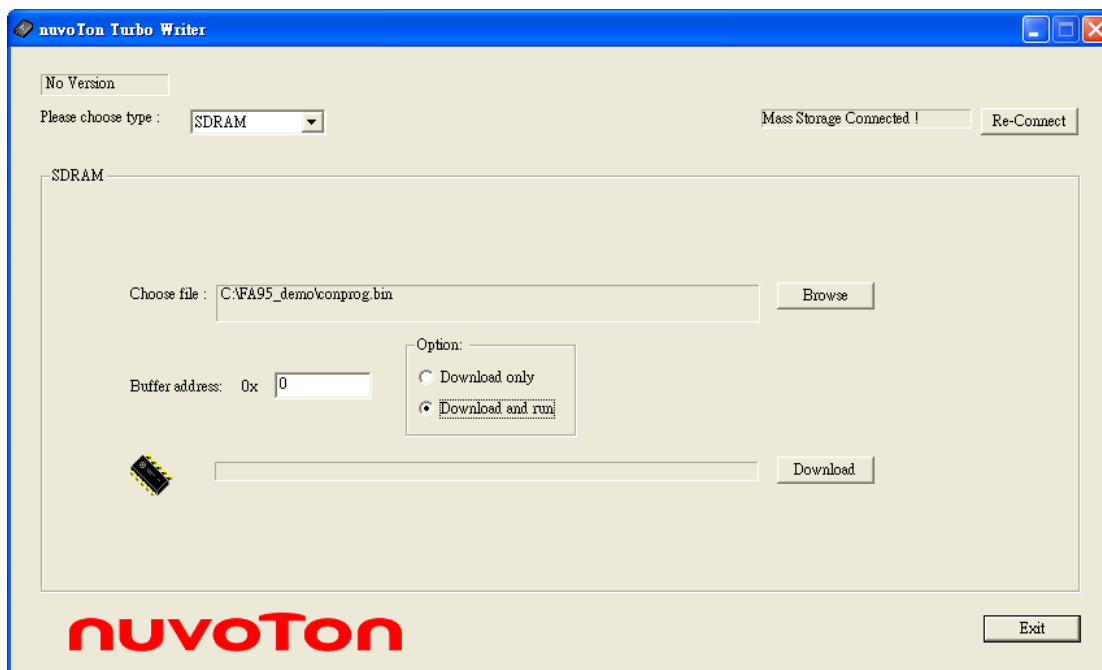 nuvoTon Turbo Writer
No Version
Please choose type :
SDRAM
Mass Storage Connected !
Re-Connect
SDRAM
Choose file :
C:\FA95_demo\conprog.bin
Browse
Option:
Download only
Buffer address: 0x
0
Download and run
Download
nuvoTon
Exit